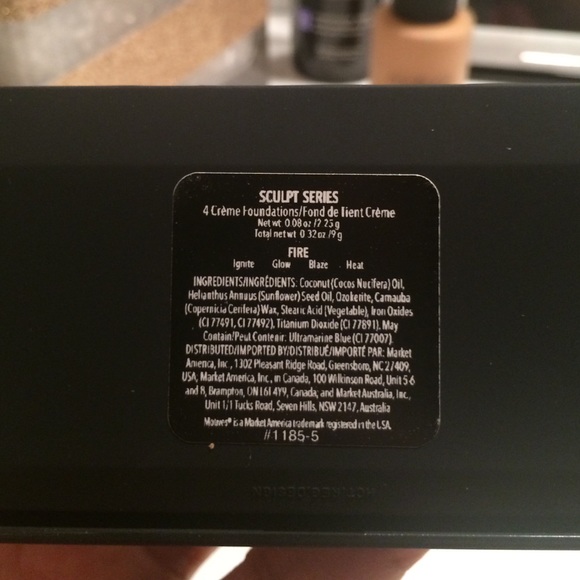 SCULPT SERIES
4 Crème Foundations/Fond de Tient Crème
Net wt 0.08 oz /2.25 g
Total net wt 0.32oz /9 g
FIRE
Ignite Glow Blaze Heat
INGREDIENTS/INGRÉDIENTS: Coconut (Cocos Nucifera) Oil,
Helianthus Annuus (Sunflower) Seed Oil, Ozokerite, Carnauba
(Copernicia Cerifera) Wax, Stearic Acid (Vegetable), Iron Oxides
(CI 77491, CI 77492), Titanium Dioxide (CI 77891). May
Contain/Peut Contenir: Ultramarine Blue (CI 77007).
DISTRIBUTED/IMPORTED BY/DISTRIBUÉ/IMPORTÉ PAR: Market
America, Inc., 1302 Pleasant Ridge Road, Greensboro, NC 27409,
USA, Market America, Inc., in Canada, 100 Wilkinson Road, Unit 5 6
and 8, Brampton, ON L6T 4Y9, Canada; and Market Australia, Inc.,
Unit 1/1 Tucks Road, Seven Hills, NSW 2147, Australia
Motives® is a Market America trademark registered in the USA.
#1185-5